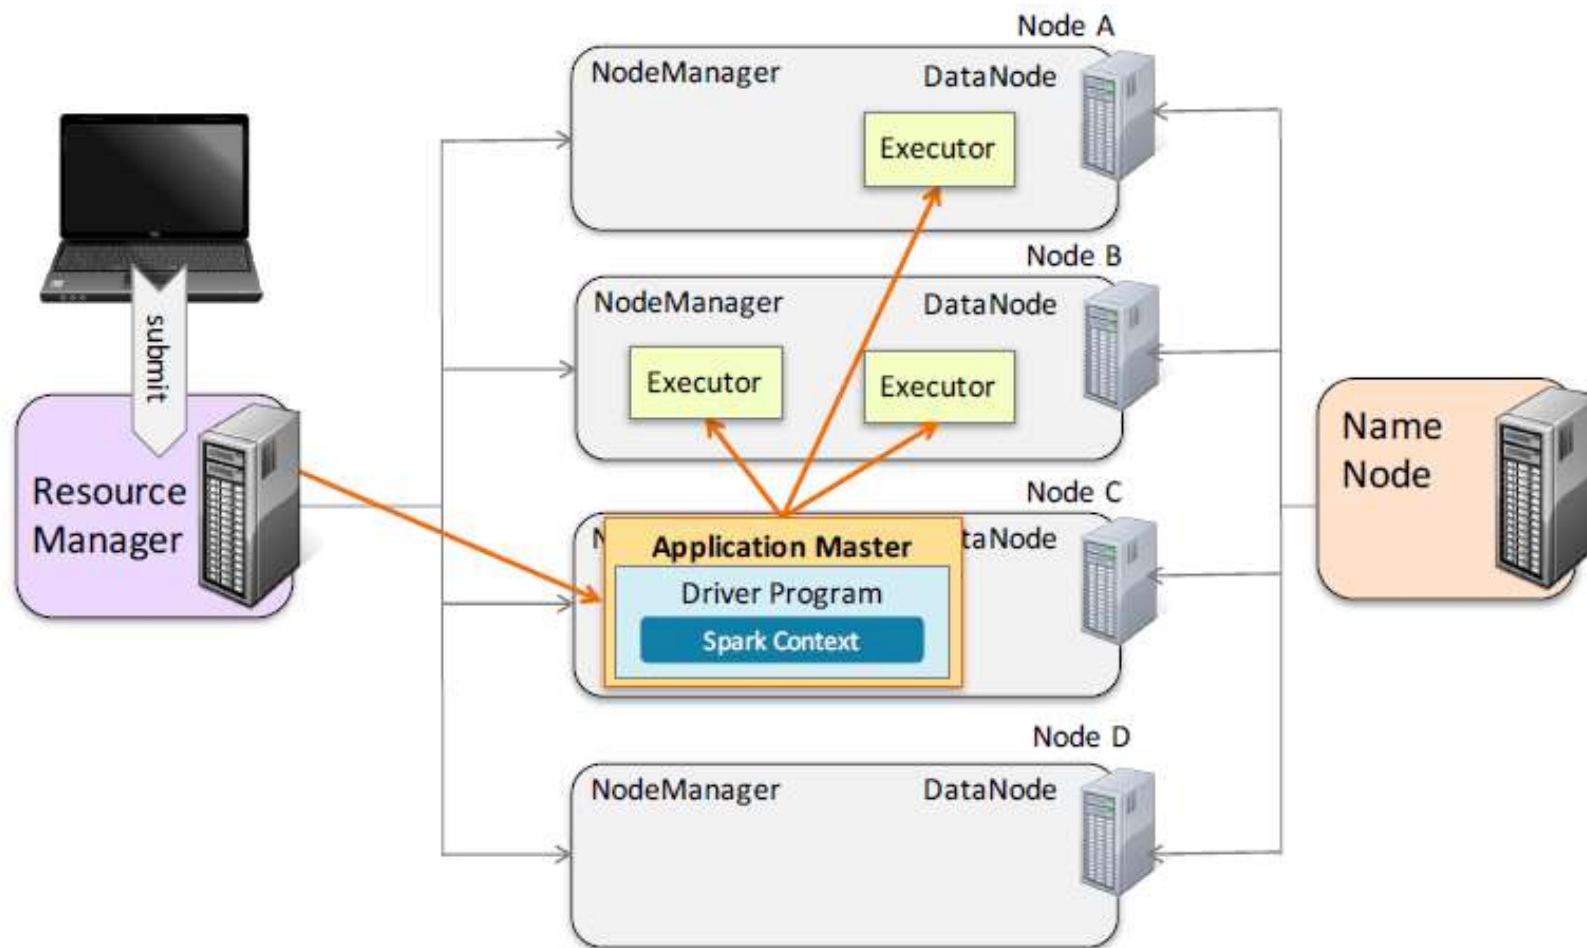 Node A
NodeManager
DataNode
Executor
submit
Node B
NodeManager
DataNode
Executor
Executor
Resource
Manager
Name
Node
Node C
N
taNode
Application Master
Driver Program
Spark Context
Node D
NodeManager
DataNode